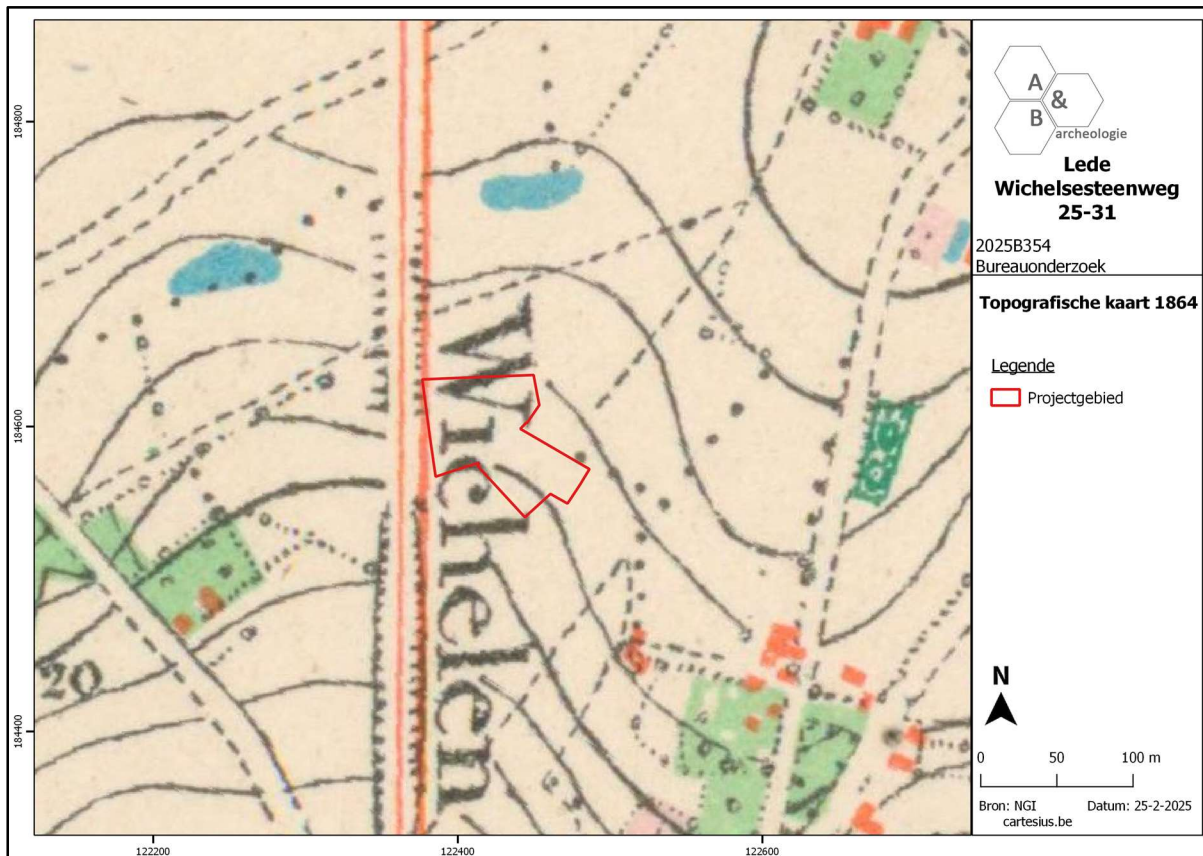 184800
184600
184400
122200
122400
122600
Wichelen
20
A
&
B
archeologie
Lede
Wichelsesteenweg
25-31
2025B354
Bureauonderzoek
Topografische kaart 1864
Legende
Projectgebied
N
0 50 100 m
Bron: NGI Datum: 25-2-2025
cartesius.be